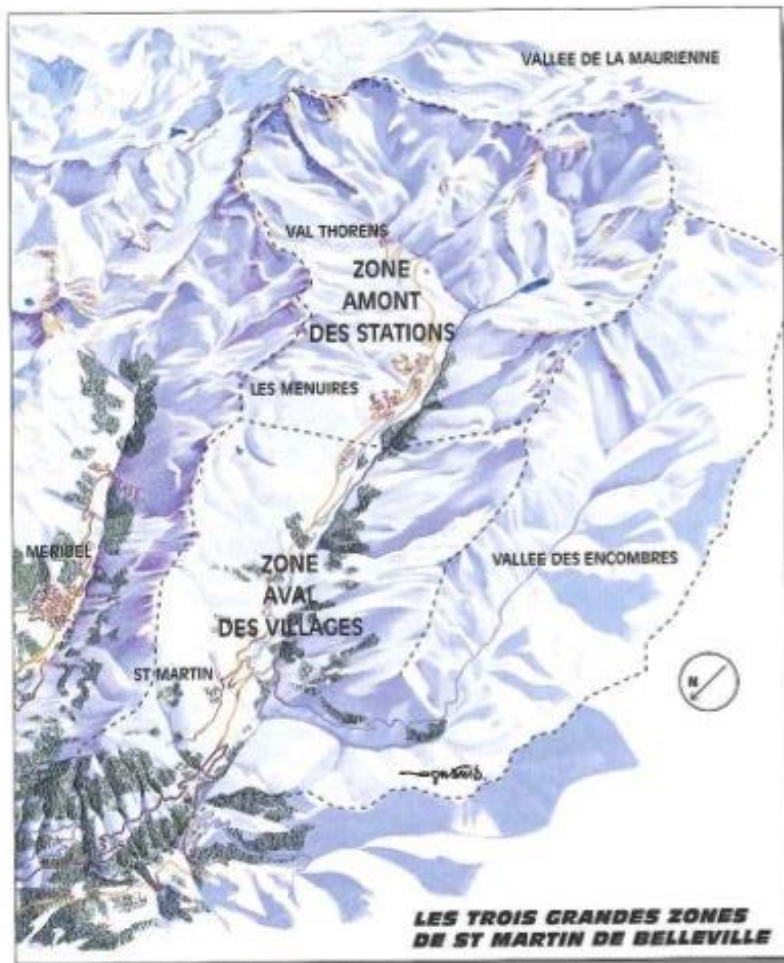 VALLEE DE LA MAURIENNE
VAL THORENS
ZONE
AMONT
DES STATIONS
LES MENUIRES
MERIBEL
ZONE
AVAL
DES VILLAGES
VALLEE DES ENCOMBRES
ST MARTIN
N
LES TROIS GRANDES ZONES
DE ST MARTIN DE BELLEVILLE